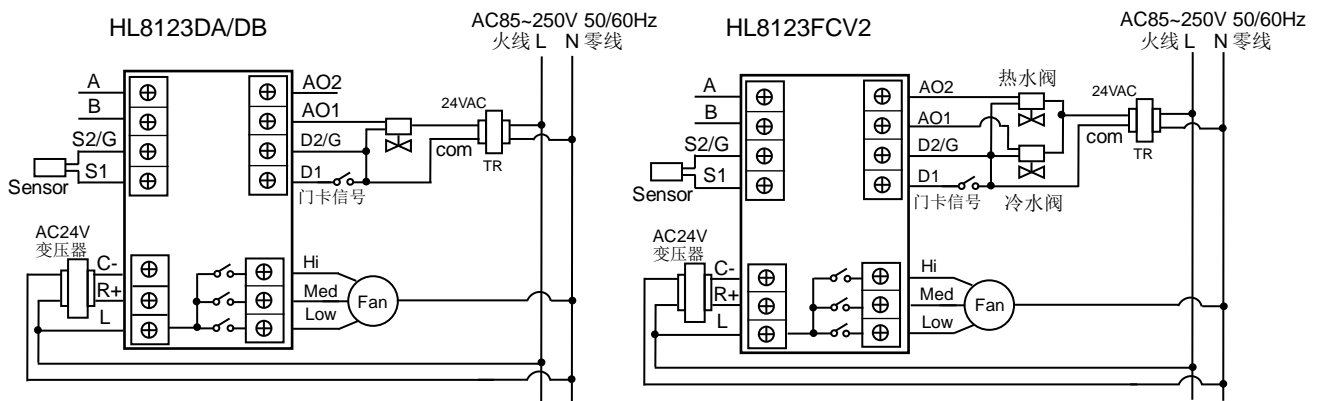 HL8123DA/DB
AC85~250V 50/60Hz
火线 L N 零线
A
B
S2/G
S1
Sensor
AO2
AO1
D2/G
D1
门卡信号
24VAC
com
TR
AC24V
变压器
C-
R+
L
Hi
Med
Low
Fan
HL8123FCV2
AC85~250V 50/60Hz
火线 L N 零线
A
B
S2/G
S1
Sensor
AO2
AO1
D2/G
D1
门卡信号
热水阀
冷水阀
24VAC
com
TR
AC24V
变压器
C-
R+
L
Hi
Med
Low
Fan